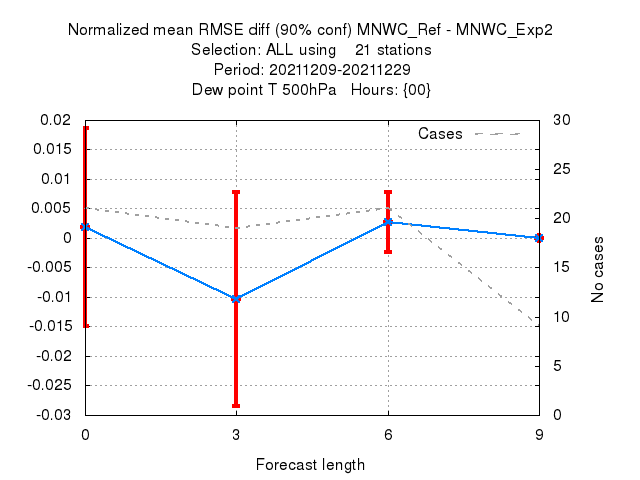 Normalized mean RMSE diff (90% conf) MNWC_Ref - MNWC_Exp2
Selection: ALL using 21 stations
Period: 20211209-20211229
Dew point T 500hPa Hours: {00}
Cases
0.02
0.015
0.01
0.005
0
-0.005
-0.01
-0.015
-0.02
-0.025
-0.03
30
25
20
15
10
5
0
No cases
0 3 6 9
Forecast length